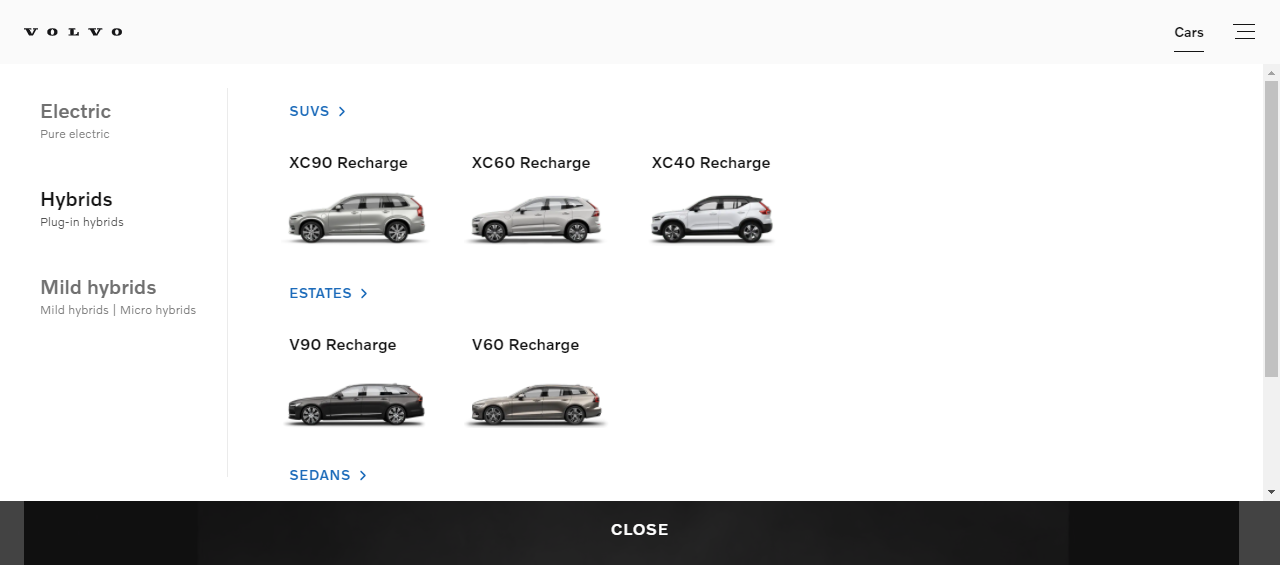 VOLVO
Cars
Electric
Pure electric
Hybrids
Plug-in hybrids
Mild hybrids
Mild hybrids | Micro hybrids
SUVS
XC90 Recharge
XC60 Recharge
XC40 Recharge
ESTATES
V90 Recharge
V60 Recharge
SEDANS
CLOSE